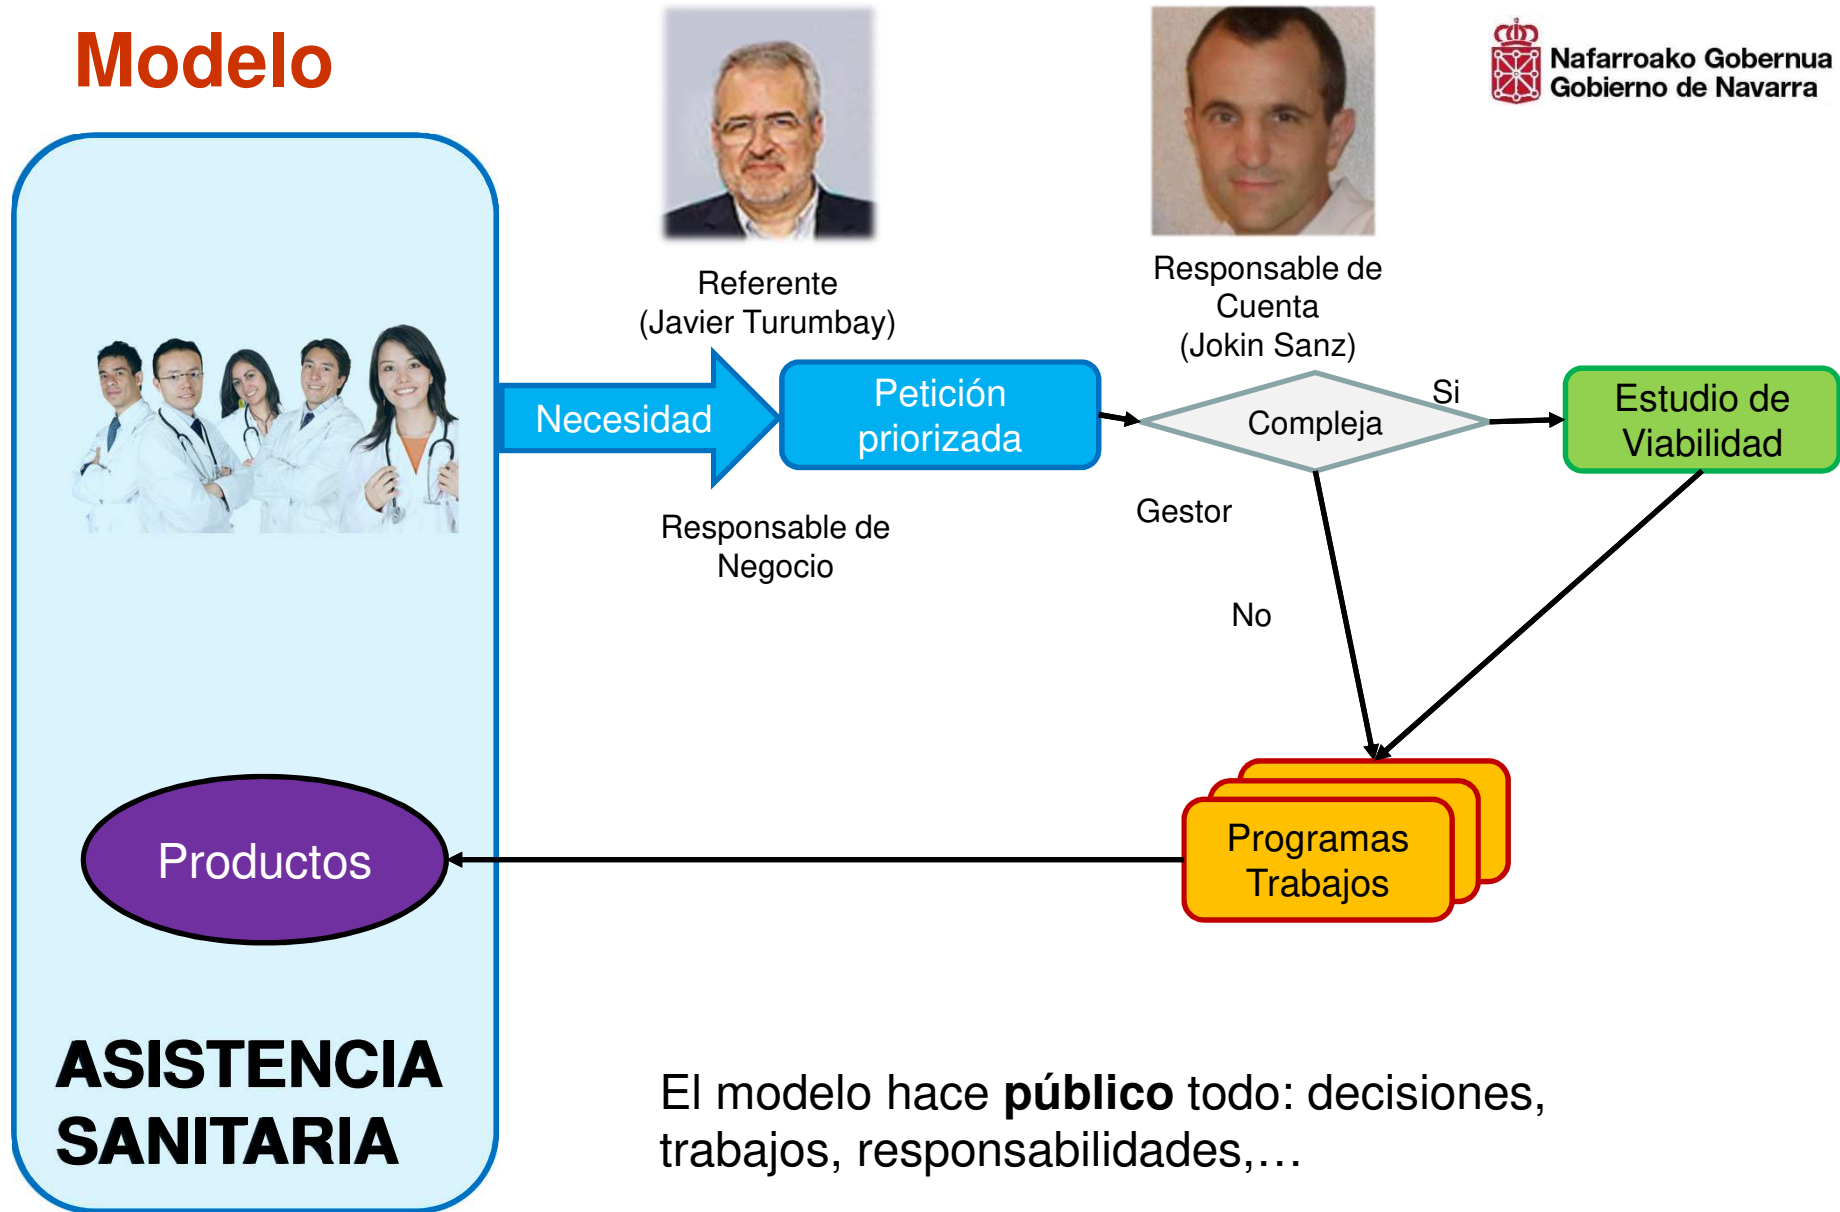 Modelo
Nafarroako Gobernua
Gobierno de Navarra
Referente
(Javier Turumbay)
Responsable de
Cuenta
(Jokin Sanz)
Necesidad
Petición
priorizada
Compleja
Si
Estudio de
Viabilidad
Responsable de
Negocio
Gestor
No
Productos
Programas
Trabajos
ASISTENCIA
SANITARIA
El modelo hace público todo: decisiones,
trabajos, responsabilidades,…